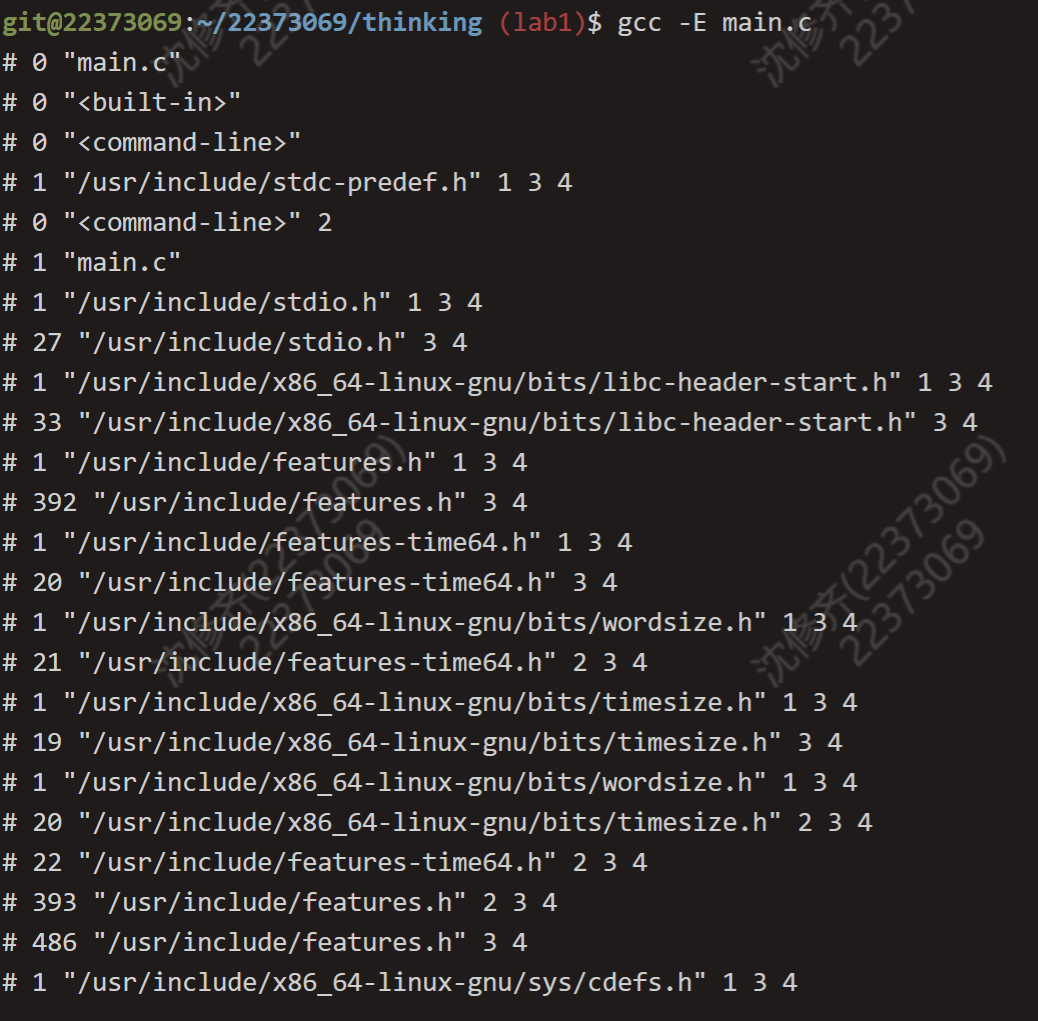 git@22373069:~/22373069/thinking (lab1)$ gcc -E main.c
# 0 "main.c"
# 0 "<built-in>"
# 0 "<command-line>"
# 1 "/usr/include/stdc-predef.h" 1 3 4
# 0 "<command-line>" 2
# 1 "main.c"
# 1 "/usr/include/stdio.h" 1 3 4
# 27 "/usr/include/stdio.h" 3 4
# 1 "/usr/include/x86_64-linux-gnu/bits/libc-header-start.h" 1 3 4
# 33 "/usr/include/x86_64-linux-gnu/bits/libc-header-start.h" 3 4
# 1 "/usr/include/features.h" 1 3 4
# 392 "/usr/include/features.h" 3 4
# 1 "/usr/include/features-time64.h" 1 3 4
# 20 "/usr/include/features-time64.h" 3 4
# 1 "/usr/include/x86_64-linux-gnu/bits/wordsize.h" 1 3 4
# 21 "/usr/include/features-time64.h" 2 3 4
# 1 "/usr/include/x86_64-linux-gnu/bits/timesize.h" 1 3 4
# 19 "/usr/include/x86_64-linux-gnu/bits/timesize.h" 3 4
# 1 "/usr/include/x86_64-linux-gnu/bits/wordsize.h" 1 3 4
# 20 "/usr/include/x86_64-linux-gnu/bits/timesize.h" 2 3 4
# 22 "/usr/include/features-time64.h" 2 3 4
# 393 "/usr/include/features.h" 2 3 4
# 486 "/usr/include/features.h" 3 4
# 1 "/usr/include/x86_64-linux-gnu/sys/cdefs.h" 1 3 4
沈修齐(22373069)
22373069
沈修齐(22373069)
22373069